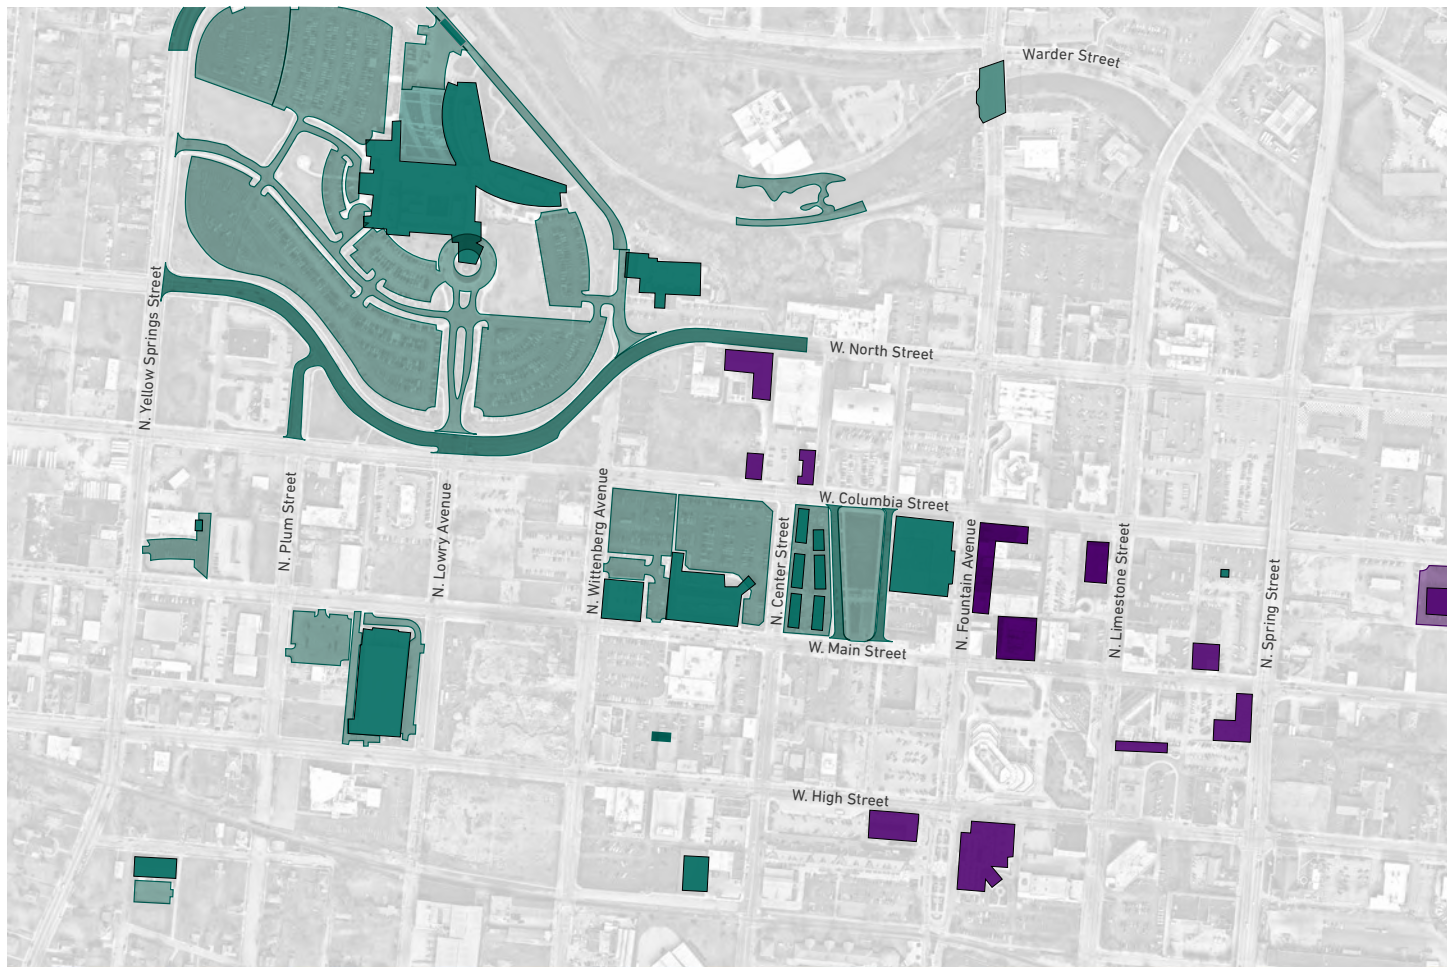 Warder Street
N. Yellow Springs Street
W. North Street
N. Plum Street
N. Lowry Avenue
N. Wittenberg Avenue
W. Columbia Street
N. Center Street
N. Fountain Avenue
N. Limestone Street
N. Spring Street
W. Main Street
W. High Street